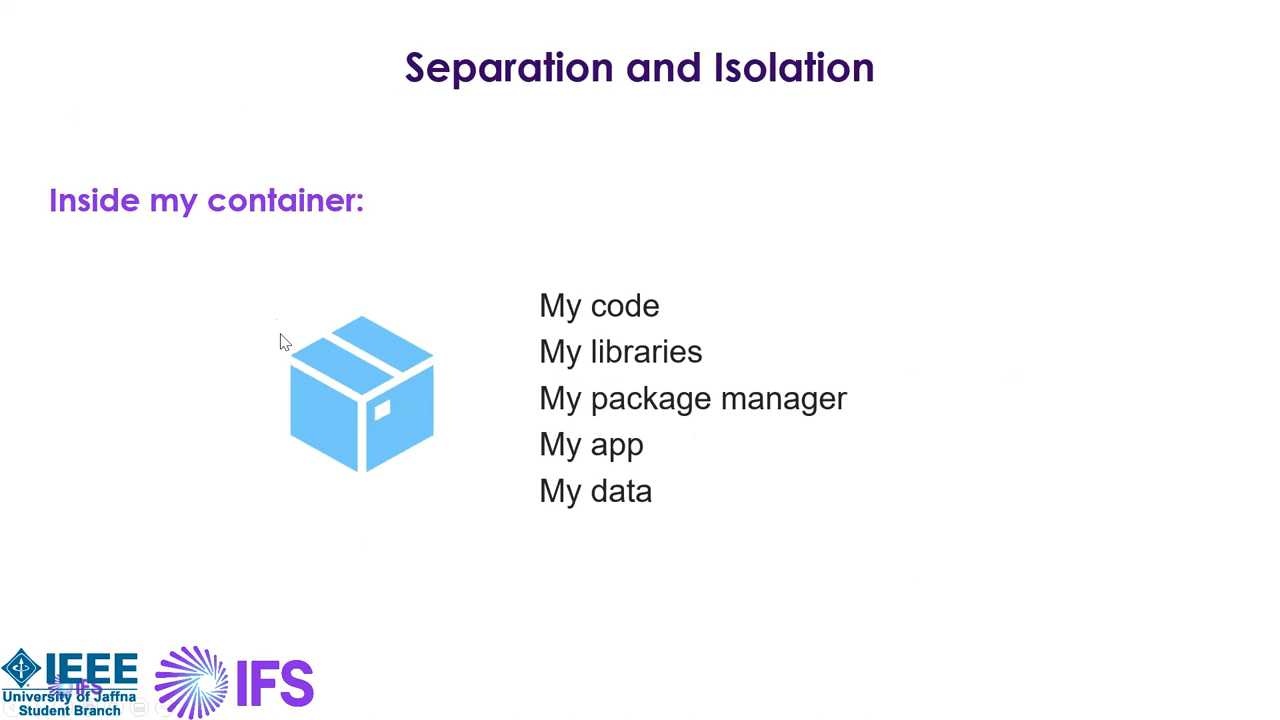 Separation and Isolation
Inside my container:
My code
My libraries
My package manager
My app
My data
IEEE
University of Jaffna
Student Branch
IFS
IFS